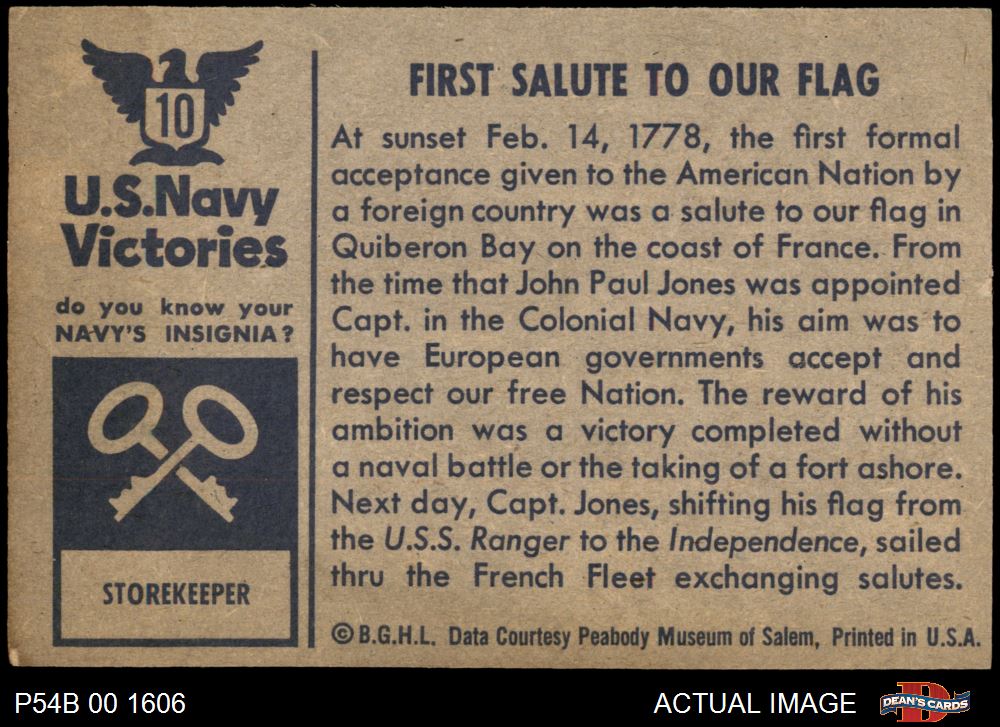 10
U.S.Navy
Victories
do you know your
NAVY'S INSIGNIA?
STOREKEEPER
FIRST SALUTE TO OUR FLAG
At sunset Feb. 14, 1778, the first formal
acceptance given to the American Nation by
a foreign country was a salute to our flag in
Quiberon Bay on the coast of France. From
the time that John Paul Jones was appointed
Capt. in the Colonial Navy, his aim was to
have European governments accept and
respect our free Nation. The reward of his
ambition was a victory completed without
a naval battle or the taking of a fort ashore.
Next day, Capt. Jones, shifting his flag from
the U.S.S. Ranger to the Independence, sailed
thru the French Fleet exchanging salutes.
© B.G.H.L. Data Courtesy Peabody Museum of Salem, Printed in U.S.A.
P54B 00 1606
ACTUAL IMAGE
D
DEAN'S CARDS